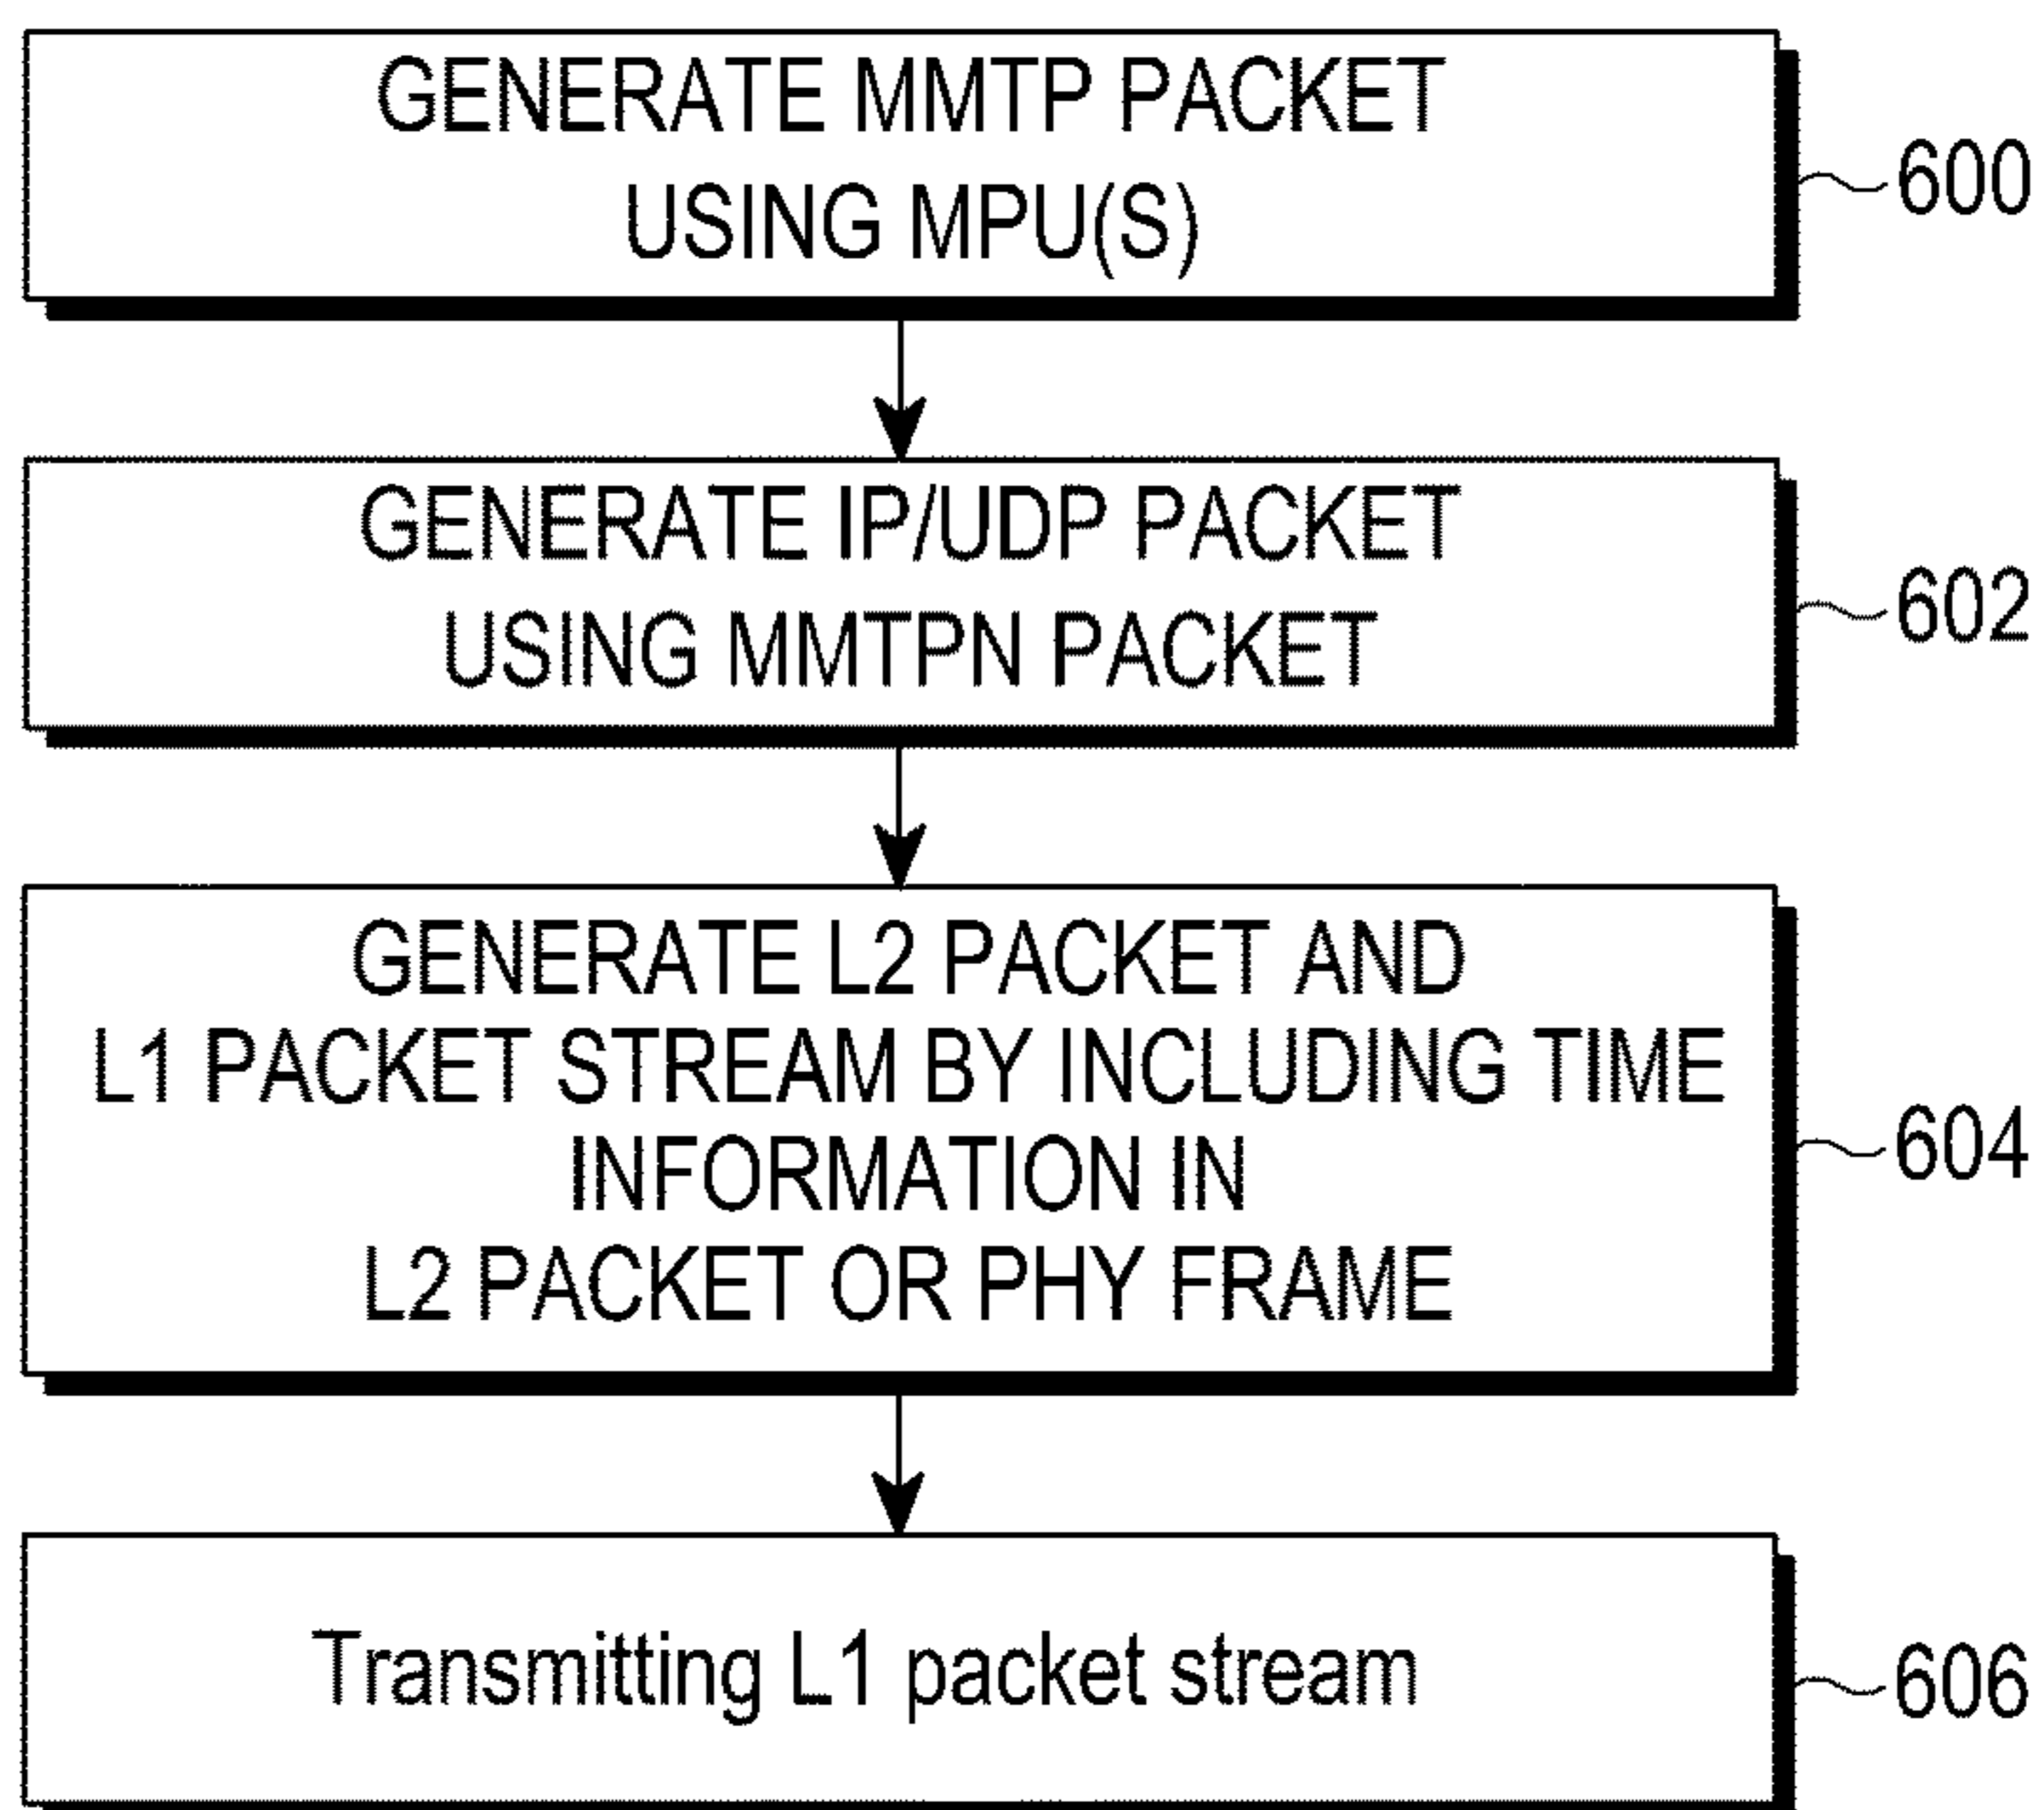 GENERATE MMTP PACKET
USING MPU(S)
600
GENERATE IP/UDP PACKET
USING MMTPN PACKET
602
GENERATE L2 PACKET AND
L1 PACKET STREAM BY INCLUDING TIME
INFORMATION IN
L2 PACKET OR PHY FRAME
604
Transmitting L1 packet stream
606